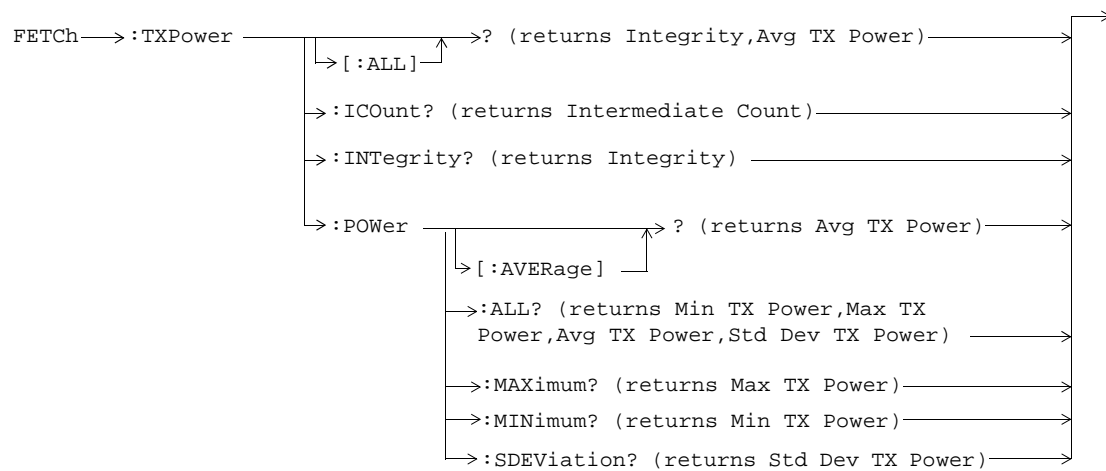 FETCh :TXPower ? (returns Integrity,Avg TX Power)
[:ALL]
:ICOunt? (returns Intermediate Count)
:INTegrity? (returns Integrity)
:POWer ? (returns Avg TX Power)
[:AVERage]
:ALL? (returns Min TX Power,Max TX
Power,Avg TX Power,Std Dev TX Power)
:MAXimum? (returns Max TX Power)
:MINimum? (returns Min TX Power)
:SDEViation? (returns Std Dev TX Power)